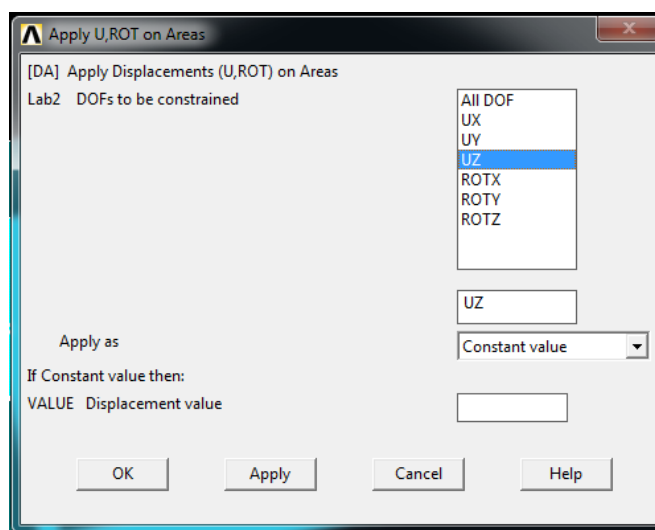 Apply U,ROT on Areas
[DA] Apply Displacements (U,ROT) on Areas
Lab2 DOFs to be constrained
All DOF
UX
UY
UZ
ROTX
ROTY
ROTZ
UZ
Apply as
Constant value
If Constant value then:
VALUE Displacement value
OK
Apply
Cancel
Help